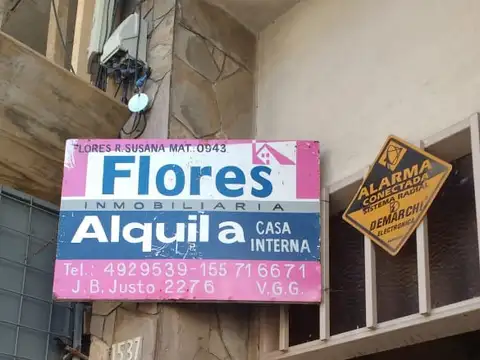 FLORES R. SUSANA MAT. 0943
Flores
INMOBILIARIA
Alquila CASA
INTERNA
Tel.: 4929539-155 716671
J.B. Justo 2276 V.G.G.
1537
ALARMA
CONECTADA
SISTEMA RADIAL
DEMARCHI
ELECTRONICA